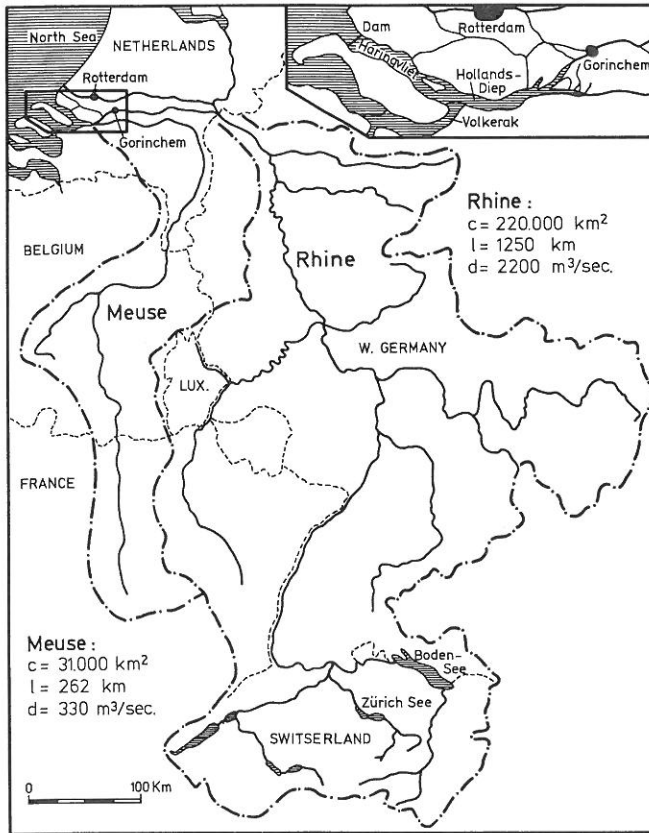 North Sea
NETHERLANDS
Rotterdam
Gorinchem
Dam
Rotterdam
Haringvliet
Gorinchem
Hollands-
Diep
Volkerak
Rhine :
c = 220.000 km²
l = 1250 km
d = 2200 m³/sec.
BELGIUM
Rhine
Meuse
W. GERMANY
LUX.
FRANCE
Meuse :
c = 31.000 km²
l = 262 km
d = 330 m³/sec.
Boden-
See
Zürich See
SWITSERLAND
0 100 Km